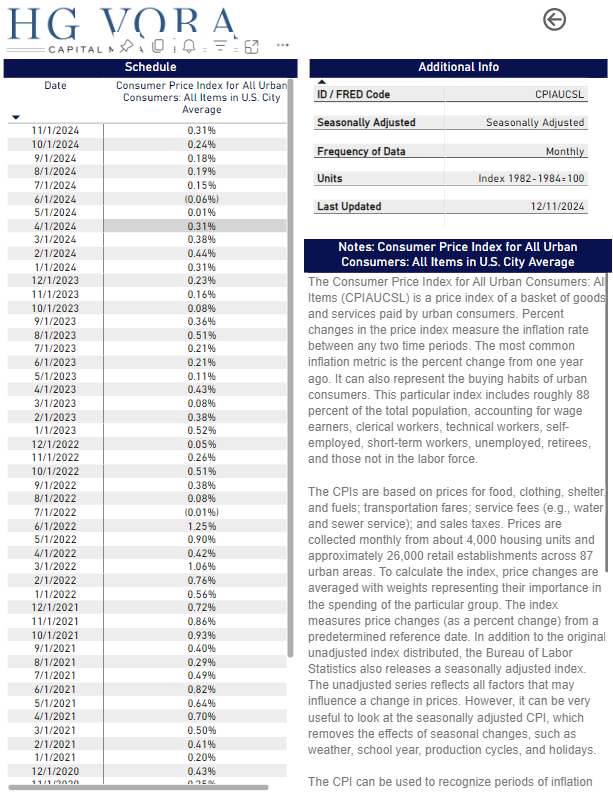 HG VORA
CAPITAL
Schedule
Date
Consumer Price Index for All Urban
Consumers: All Items in U.S. City
Average
11/1/2024 0.31%
10/1/2024 0.24%
9/1/2024 0.18%
8/1/2024 0.19%
7/1/2024 0.15%
6/1/2024 (0.06%)
5/1/2024 0.01%
4/1/2024 0.31%
3/1/2024 0.38%
2/1/2024 0.44%
1/1/2024 0.31%
12/1/2023 0.23%
11/1/2023 0.16%
10/1/2023 0.08%
9/1/2023 0.36%
8/1/2023 0.51%
7/1/2023 0.21%
6/1/2023 0.21%
5/1/2023 0.11%
4/1/2023 0.43%
3/1/2023 0.08%
2/1/2023 0.38%
1/1/2023 0.52%
12/1/2022 0.05%
11/1/2022 0.26%
10/1/2022 0.51%
9/1/2022 0.38%
8/1/2022 0.08%
7/1/2022 (0.01%)
6/1/2022 1.25%
5/1/2022 0.90%
4/1/2022 0.42%
3/1/2022 1.06%
2/1/2022 0.76%
1/1/2022 0.56%
12/1/2021 0.72%
11/1/2021 0.86%
10/1/2021 0.93%
9/1/2021 0.40%
8/1/2021 0.29%
7/1/2021 0.49%
6/1/2021 0.82%
5/1/2021 0.64%
4/1/2021 0.70%
3/1/2021 0.50%
2/1/2021 0.41%
1/1/2021 0.20%
12/1/2020 0.43%
Additional Info
ID / FRED Code CPIAUCSL
Seasonally Adjusted Seasonally Adjusted
Frequency of Data Monthly
Units Index 1982-1984=100
Last Updated 12/11/2024
Notes: Consumer Price Index for All Urban
Consumers: All Items in U.S. City Average
The Consumer Price Index for All Urban Consumers: All
Items (CPIAUCSL) is a price index of a basket of goods
and services paid by urban consumers. Percent
changes in the price index measure the inflation rate
between any two time periods. The most common
inflation metric is the percent change from one year
ago. It can also represent the buying habits of urban
consumers. This particular index includes roughly 88
percent of the total population, accounting for wage
earners, clerical workers, technical workers, self-
employed, short-term workers, unemployed, retirees,
and those not in the labor force.
The CPIs are based on prices for food, clothing, shelter,
and fuels; transportation fares; service fees (e.g., water
and sewer service); and sales taxes. Prices are
collected monthly from about 4,000 housing units and
approximately 26,000 retail establishments across 87
urban areas. To calculate the index, price changes are
averaged with weights representing their importance in
the spending of the particular group. The index
measures price changes (as a percent change) from a
predetermined reference date. In addition to the original
unadjusted index distributed, the Bureau of Labor
Statistics also releases a seasonally adjusted index.
The unadjusted series reflects all factors that may
influence a change in prices. However, it can be very
useful to look at the seasonally adjusted CPI, which
removes the effects of seasonal changes, such as
weather, school year, production cycles, and holidays.
The CPI can be used to recognize periods of inflation